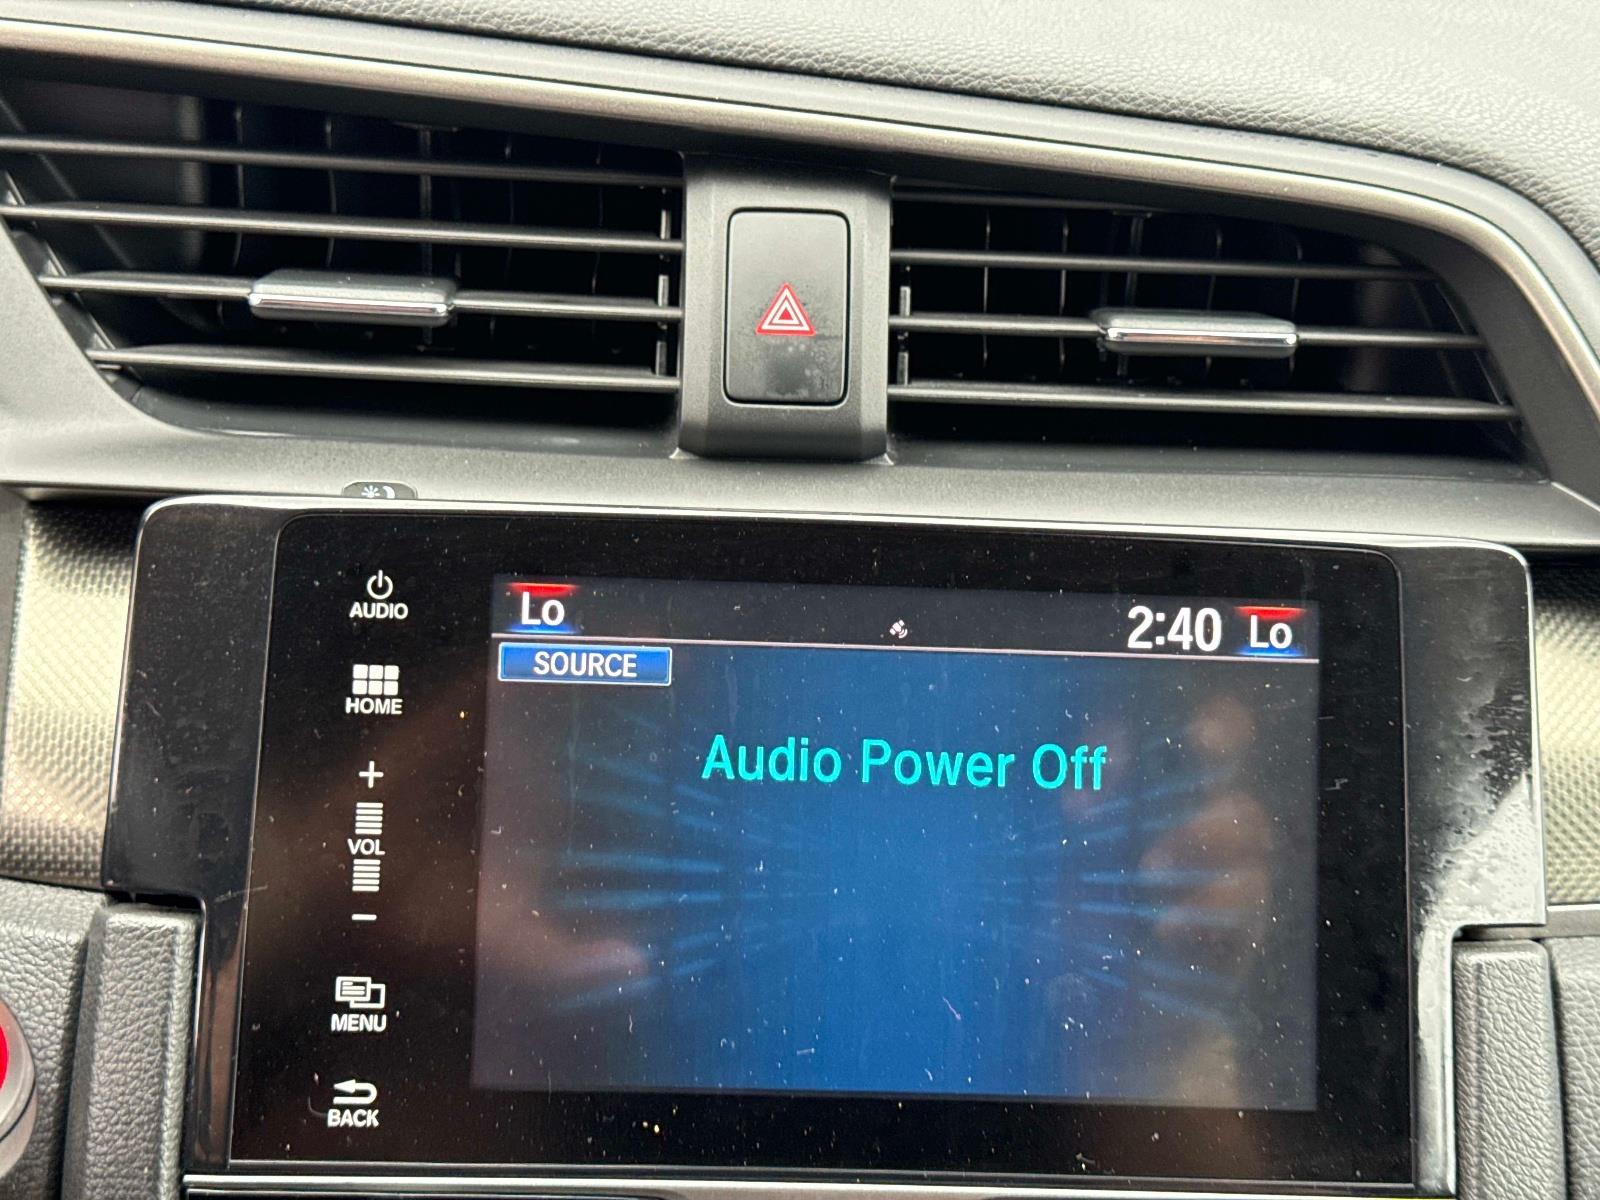 AUDIO
HOME
+
VOL
−
MENU
BACK
Lo
2:40
Lo
SOURCE
Audio Power Off